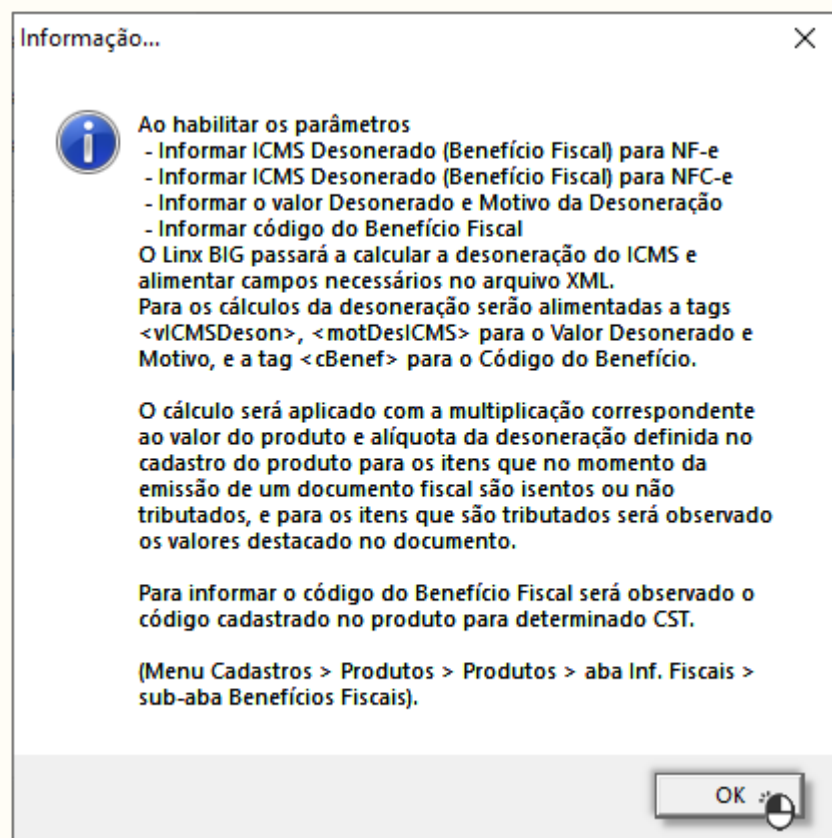 Informação...
Ao habilitar os parâmetros
- Informar ICMS Desonerado (Benefício Fiscal) para NF-e
- Informar ICMS Desonerado (Benefício Fiscal) para NFC-e
- Informar o valor Desonerado e Motivo da Desoneração
- Informar código do Benefício Fiscal
O Linx BIG passará a calcular a desoneração do ICMS e
alimentar campos necessários no arquivo XML.
Para os cálculos da desoneração serão alimentadas a tags
<vICMSDeson>, <motDesICMS> para o Valor Desonerado e
Motivo, e a tag <cBenef> para o Código do Benefício.
O cálculo será aplicado com a multiplicação correspondente
ao valor do produto e alíquota da desoneração definida no
cadastro do produto para os itens que no momento da
emissão de um documento fiscal são isentos ou não
tributados, e para os itens que são tributados será observado
os valores destacado no documento.
Para informar o código do Benefício Fiscal será observado o
código cadastrado no produto para determinado CST.
(Menu Cadastros > Produtos > Produtos > aba Inf. Fiscais >
sub-aba Benefícios Fiscais).
OK